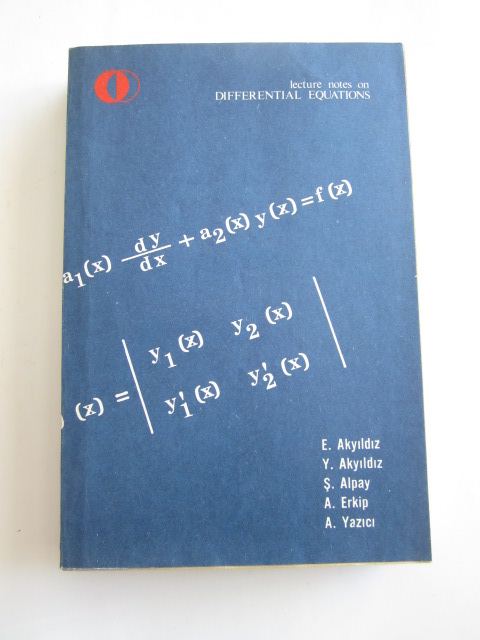 lecture notes on
DIFFERENTIAL EQUATIONS
a₁(x) dy/dx + a₂(x) y(x) = f(x)
(x) = | y₁(x) y₂(x) |
| y₁'(x) y₂'(x) |
E. Akyıldız
Y. Akyıldız
Ş. Alpay
A. Erkip
A. Yazıcı